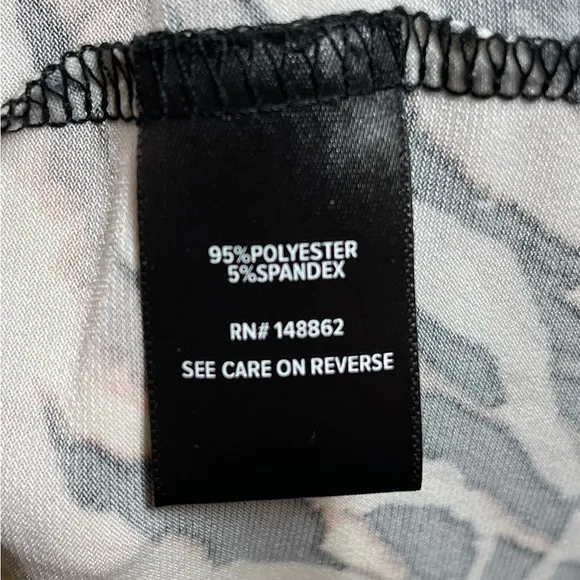 95%POLYESTER
5%SPANDEX
RN# 148862
SEE CARE ON REVERSE